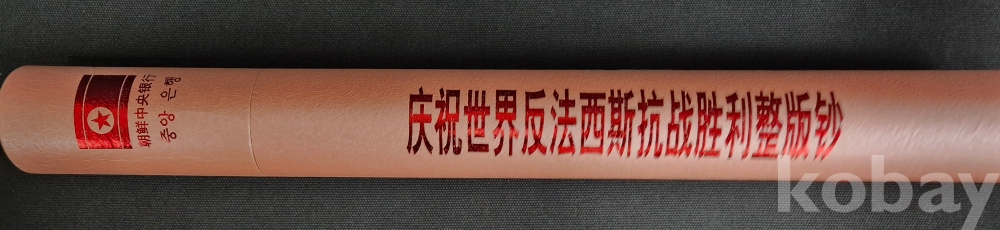 朝鲜中央银行
중앙 은행
庆祝世界反法西斯抗战胜利整版钞
kobay